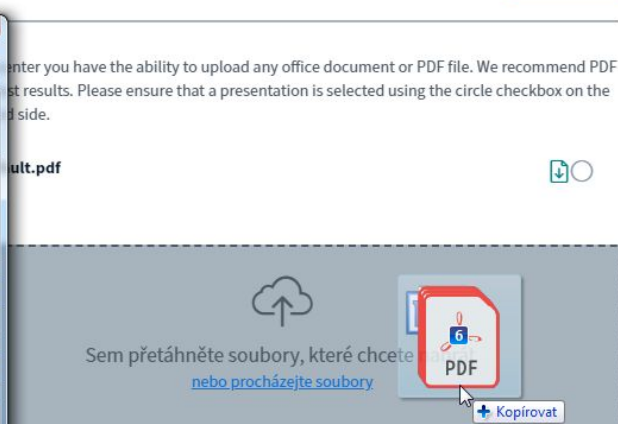 enter you have the ability to upload any office document or PDF file. We recommend PDF
st results. Please ensure that a presentation is selected using the circle checkbox on the
d side.
ult.pdf
Sem přetáhněte soubory, které chcete nahrát,
6
PDF
nebo procházejte soubory
Kopírovat